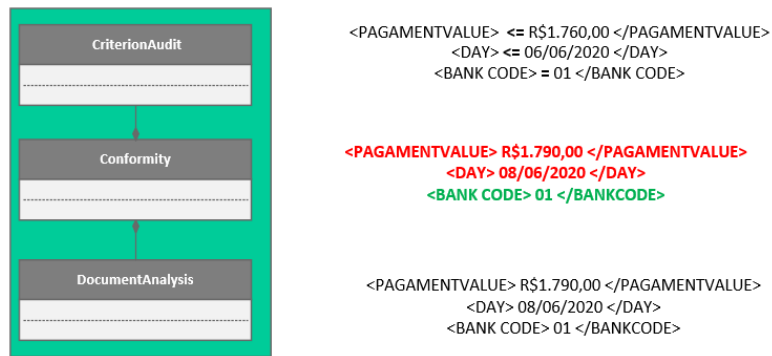 CriterionAudit
<PAGAMENTVALUE> <= R$1.760,00 </PAGAMENTVALUE>
<DAY> <= 06/06/2020 </DAY>
<BANK CODE> = 01 </BANK CODE>
Conformity
<PAGAMENTVALUE> R$1.790,00 </PAGAMENTVALUE>
<DAY> 08/06/2020 </DAY>
<BANK CODE> 01 </BANKCODE>
DocumentAnalysis
<PAGAMENTVALUE> R$1.790,00 </PAGAMENTVALUE>
<DAY> 08/06/2020 </DAY>
<BANK CODE> 01 </BANKCODE>